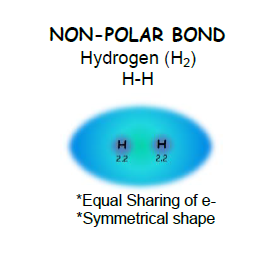 NON-POLAR BOND
Hydrogen (H₂)
H-H
H H
2.2 2.2
*Equal Sharing of e-
*Symmetrical shape